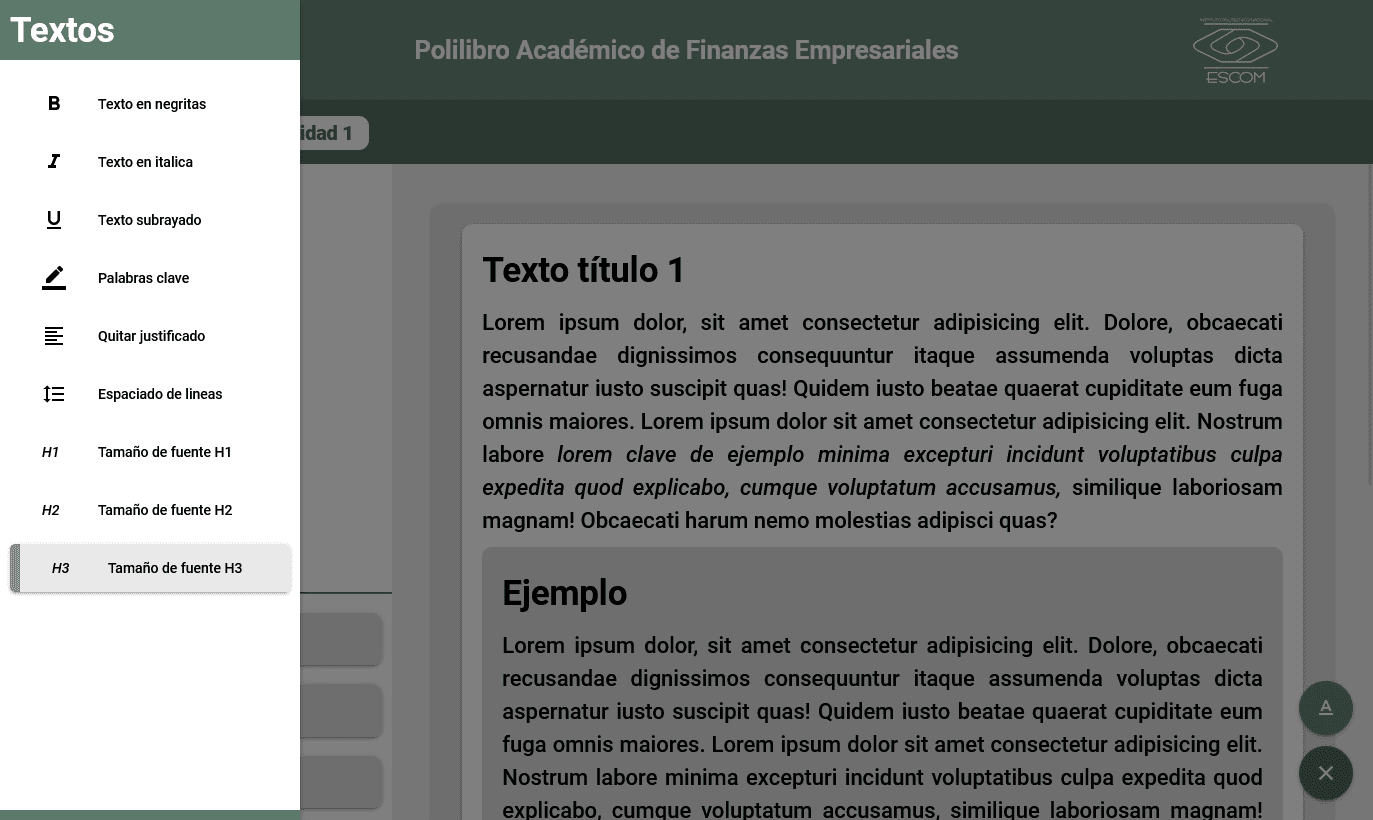 Textos
Texto en negritas
Texto en italica
Texto subrayado
Palabras clave
Quitar justificado
Espaciado de lineas
H1 Tamaño de fuente H1
H2 Tamaño de fuente H2
H3 Tamaño de fuente H3
Polilibro Académico de Finanzas Empresariales
ESCOM
idad 1
Texto título 1
Lorem ipsum dolor, sit amet consectetur adipisicing elit. Dolore, obcaecati
recusandae dignissimos consequuntur itaque assumenda voluptas dicta
aspernatur iusto suscipit quas! Quidem iusto beatae quaerat cupiditate eum fuga
omnis maiores. Lorem ipsum dolor sit amet consectetur adipisicing elit. Nostrum
labore lorem clave de ejemplo minima excepturi incidunt voluptatibus culpa
expedita quod explicabo, cumque voluptatum accusamus, similique laboriosam
magnam! Obcaecati harum nemo molestias adipisci quas?
Ejemplo
Lorem ipsum dolor, sit amet consectetur adipisicing elit. Dolore, obcaecati
recusandae dignissimos consequuntur itaque assumenda voluptas dicta
aspernatur iusto suscipit quas! Quidem iusto beatae quaerat cupiditate eum
fuga omnis maiores. Lorem ipsum dolor sit amet consectetur adipisicing elit.
Nostrum labore minima excepturi incidunt voluptatibus culpa expedita quod
explicabo, cumque voluptatum accusamus, similique laboriosam magnam!